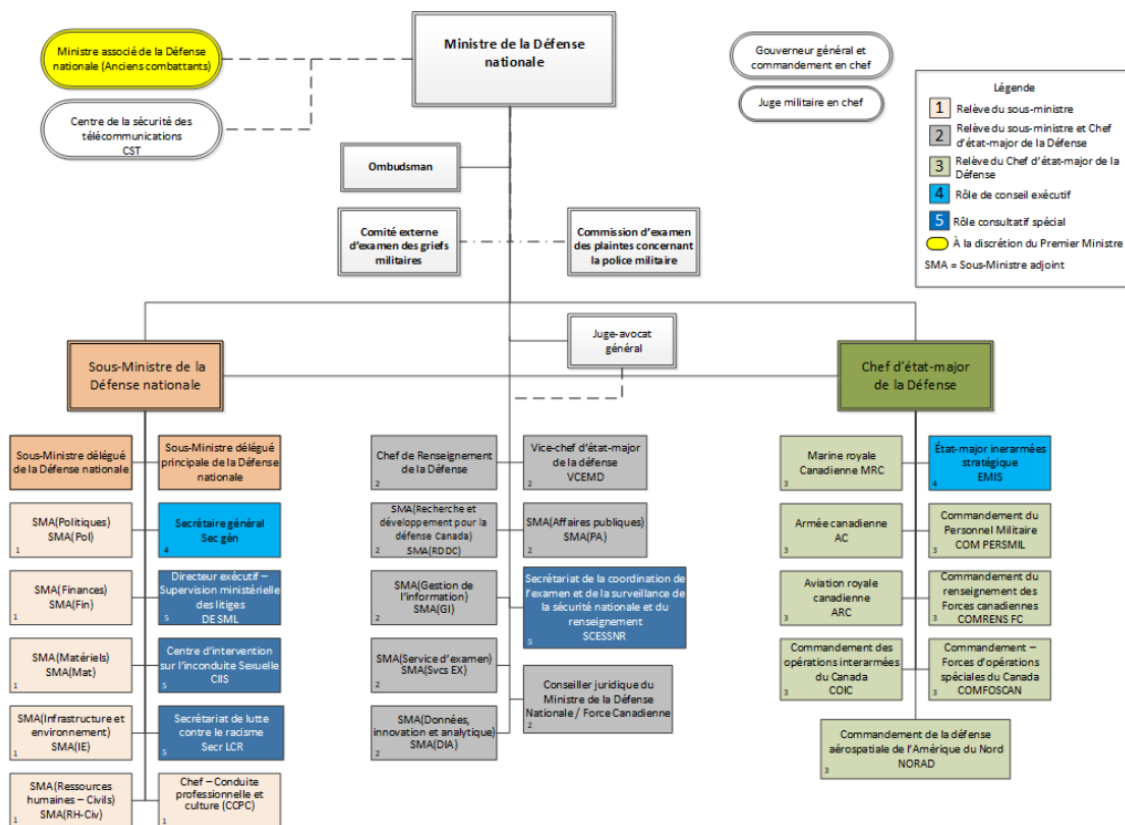 Ministre associé de la Défense
nationale (Anciens combattants)
Centre de la sécurité des
télécommunications
CST
Ministre de la Défense
nationale
Gouverneur général et
commandement en chef
Juge militaire en chef
Légende
1 Relève du sous-ministre
2 Relève du sous-ministre et Chef
d'état-major de la Défense
3 Relève du Chef d'état-major de la
Défense
4 Rôle de conseil exécutif
5 Rôle consultatif spécial
À la discrétion du Premier Ministre
SMA = Sous-Ministre adjoint
Ombudsman
Comité externe
d'examen des griefs
militaires
Commission d'examen
des plaintes concernant
la police militaire
Juge-avocat
général
Sous-Ministre de la
Défense nationale
Chef d'état-major
de la Défense
Sous-Ministre délégué
de la Défense nationale
Sous-Ministre délégué
principale de la Défense
nationale
SMA(Politiques)
SMA(Pol)
1
Secrétaire général
Sec gén
4
SMA(Finances)
SMA(Fin)
1
Directeur exécutif –
Supervision ministérielle
des litiges
DE SML
5
SMA(Matériels)
SMA(Mat)
1
Centre d'intervention
sur l'inconduite Sexuelle
CIIS
5
SMA(Infrastructure et
environnement)
SMA(IE)
1
Secrétariat de lutte
contre le racisme
Secr LCR
5
SMA(Ressources
humaines – Civils)
SMA(RH-Civ)
1
Chef – Conduite
professionnelle et
culture (CCPC)
1
Chef de Renseignement
de la Défense
2
Vice-chef d'état-major
de la défense
VCEMD
2
SMA(Recherche et
développement pour la
défense Canada)
SMA(RDDC)
2
SMA(Affaires publiques)
SMA(PA)
2
SMA(Gestion de
l'information)
SMA(GI)
2
Secrétariat de la coordination de
l'examen et de la surveillance de
la sécurité nationale et du
renseignement
SCESSNR
5
SMA(Service d'examen)
SMA(Svcs EX)
2
Conseiller juridique du
Ministre de la Défense
Nationale / Force Canadienne
2
SMA(Données,
innovation et analytique)
SMA(DIA)
2
Marine royale
Canadienne MRC
3
État-major inerarmées
stratégique
EMIS
4
Armée canadienne
AC
3
Commandement du
Personnel Militaire
COM PERSMIL
3
Aviation royale
canadienne
ARC
3
Commandement du
renseignement des
Forces canadiennes
COMRENS FC
3
Commandement des
opérations interarmées
du Canada
COIC
3
Commandement –
Forces d'opérations
spéciales du Canada
COMFOSCAN
3
Commandement de la défense
aérospatiale de l'Amérique du Nord
NORAD
3